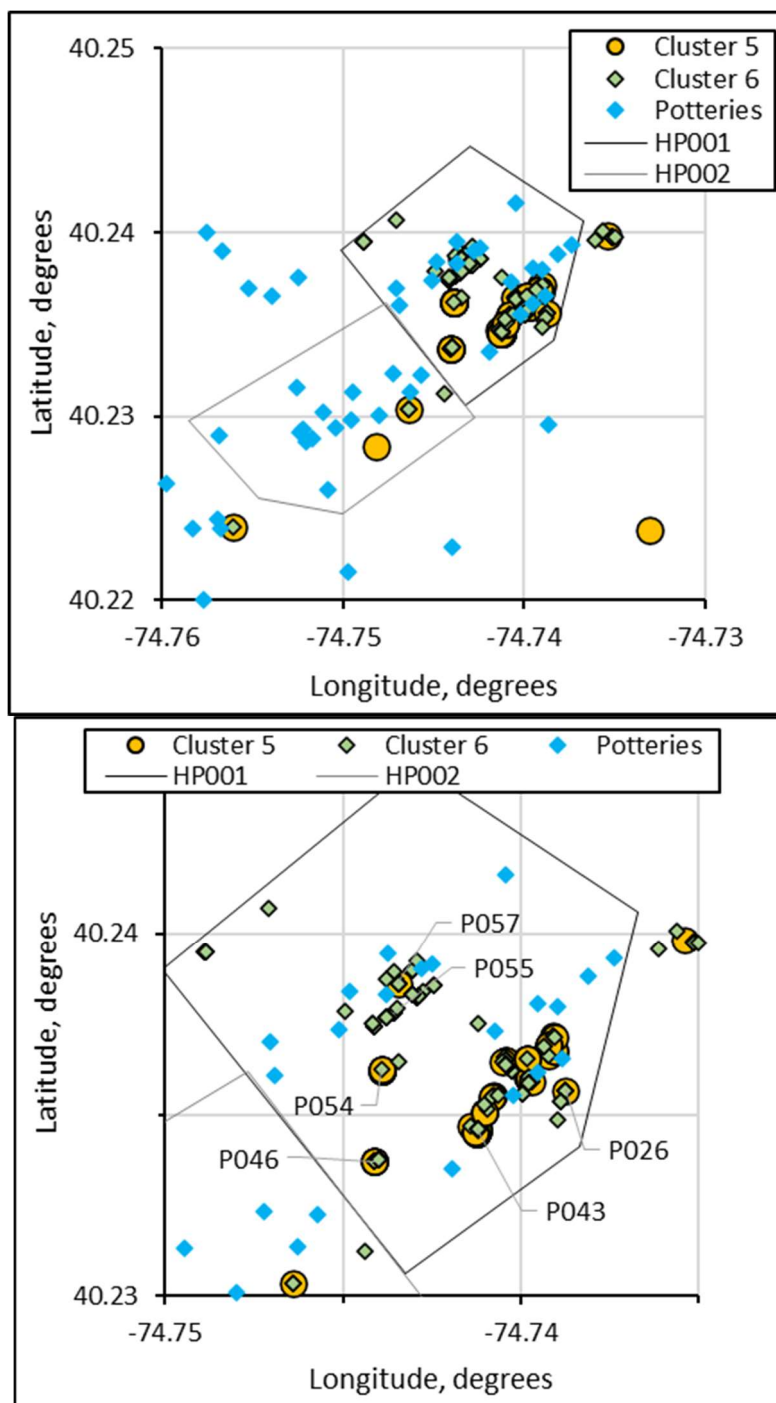 40.25
Cluster 5
Cluster 6
Potteries
HP001
HP002
40.24
Latitude, degrees
40.23
40.22
-74.76
-74.75
-74.74
-74.73
Longitude, degrees
Cluster 5
Cluster 6
Potteries
HP001
HP002
P057
40.24
P055
Latitude, degrees
P054
P046
P026
P043
40.23
-74.75
-74.74
Longitude, degrees